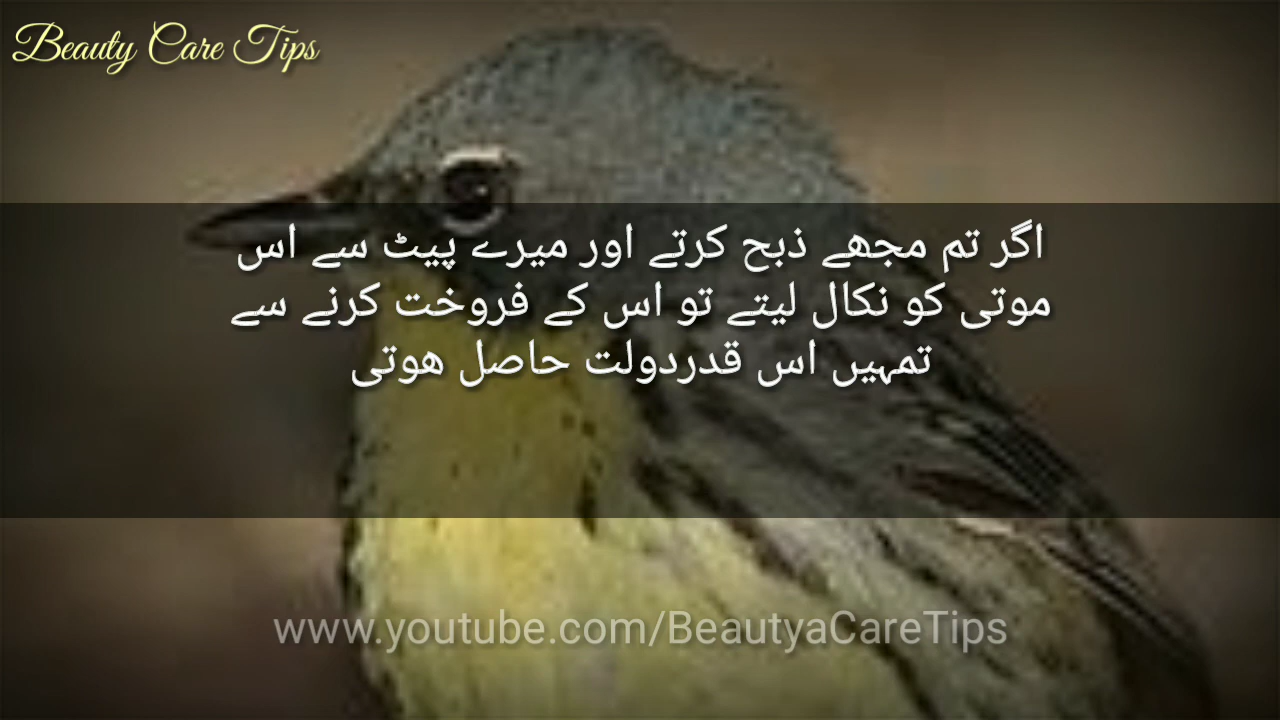 Beauty Care Tips
اگر تم مجھے ذبح کرتے اور میرے پیٹ سے اس
موتی کو نکال لیتے تو اس کے فروخت کرنے سے
تمہیں اس قدردولت حاصل ھوتی
www.youtube.com/BeautyaCareTips